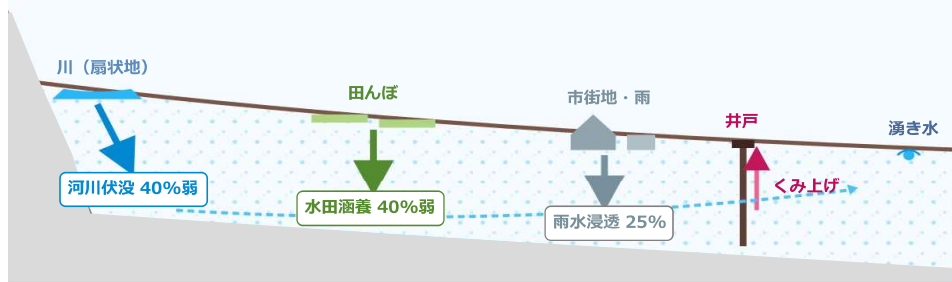 川（扇状地）
田んぼ
市街地・雨
井戸
湧き水
河川伏没 40%弱
水田涵養 40%弱
雨水浸透 25%
くみ上げ